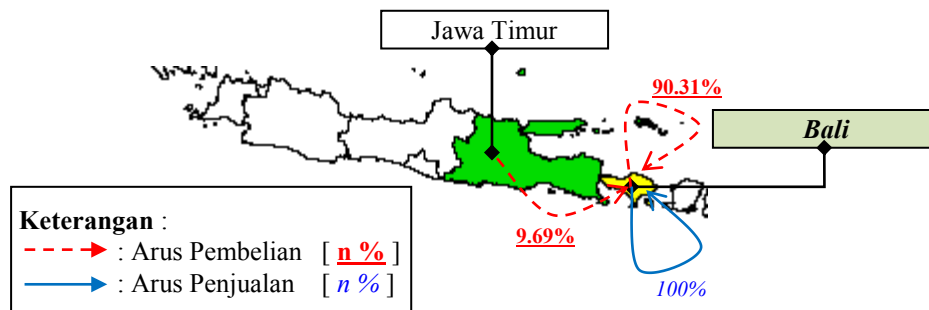 Jawa Timur
90.31%
Bali
9.69%
100%
Keterangan :
: Arus Pembelian [ n % ]
: Arus Penjualan [ n % ]